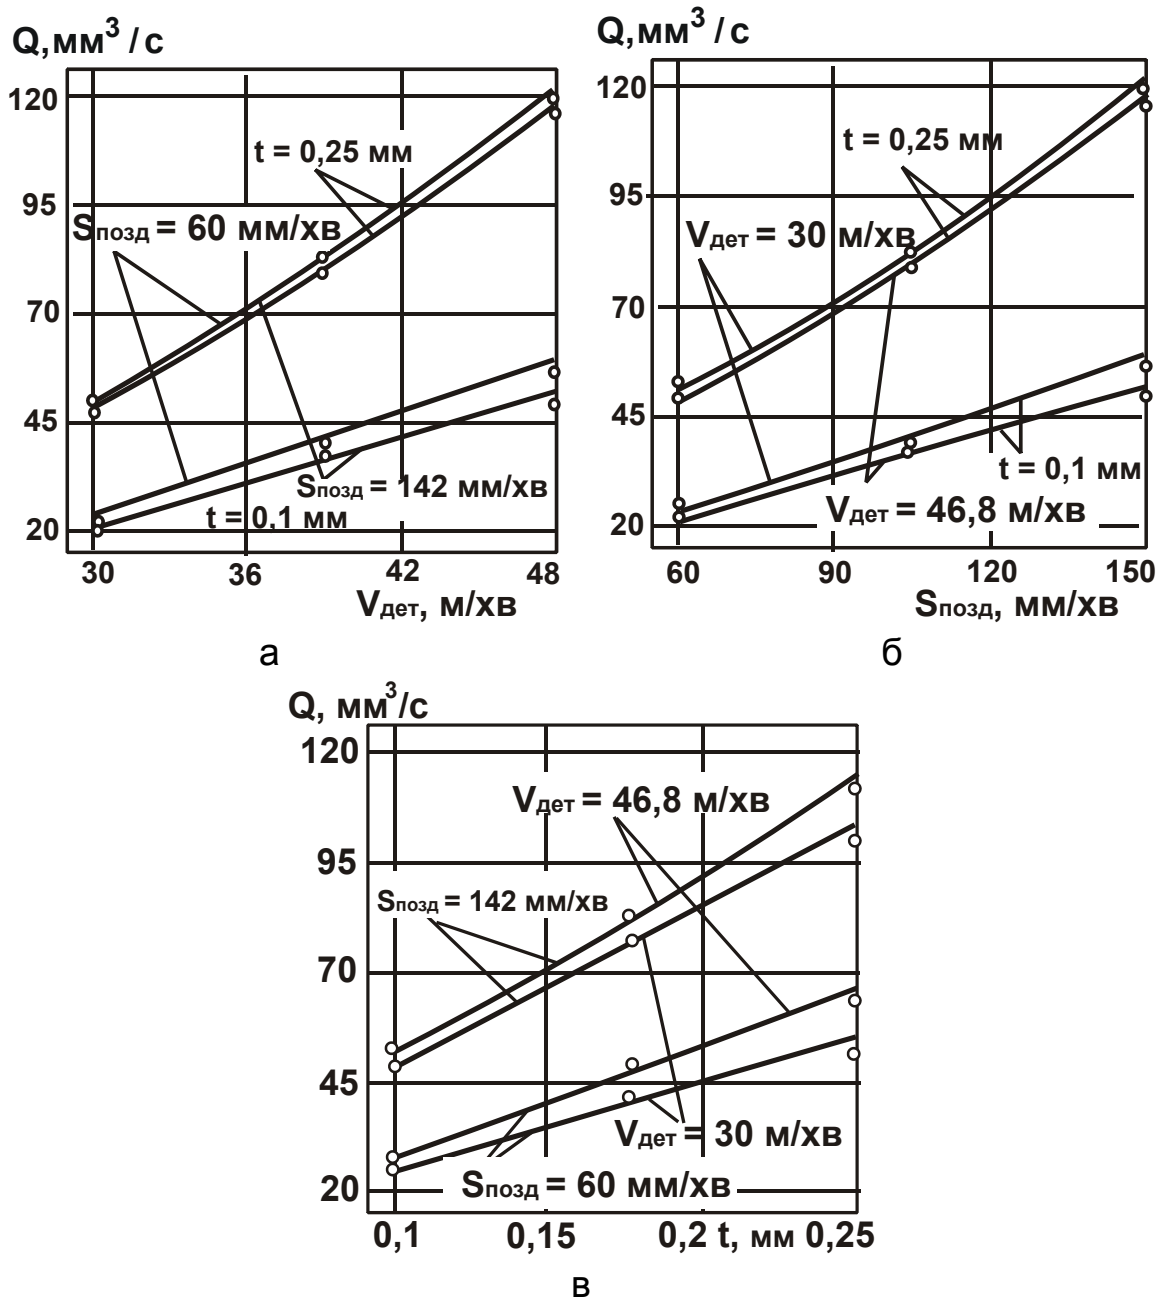 Q,мм³ / с
120
95
70
45
20
t = 0,25 мм
Sпозд = 60 мм/хв
Sпозд = 142 мм/хв
t = 0,1 мм
30 36 42 48
Vдет, м/хв
а
Q,мм³ / с
120
95
70
45
20
t = 0,25 мм
Vдет = 30 м/хв
t = 0,1 мм
Vдет = 46,8 м/хв
60 90 120 150
Sпозд, мм/хв
б
Q, мм³/с
120
95
70
45
20
Vдет = 46,8 м/хв
Sпозд = 142 мм/хв
Vдет = 30 м/хв
Sпозд = 60 мм/хв
0,1 0,15 0,2 t, мм 0,25
в